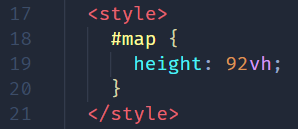 17 <style>
18 #map {
19 height: 92vh;
20 }
21 </style>